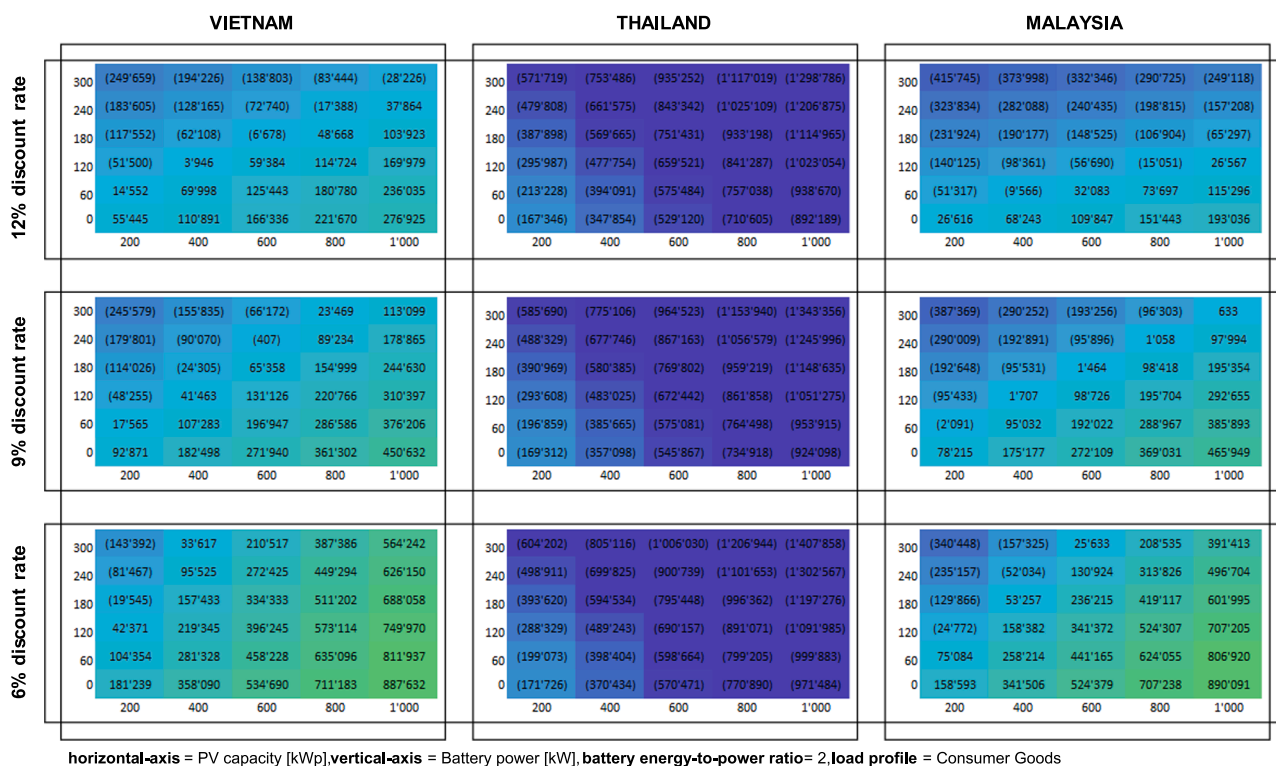 VIETNAM THAILAND MALAYSIA
12% discount rate
300 (249'659) (194'226) (138'803) (83'444) (28'226) 300 (571'719) (753'486) (935'252) (1'117'019) (1'298'786) 300 (415'745) (373'998) (332'346) (290'725) (249'118)
240 (183'605) (128'165) (72'740) (17'388) 37'864 240 (479'808) (661'575) (843'342) (1'025'109) (1'206'875) 240 (323'834) (282'088) (240'435) (198'815) (157'208)
180 (117'552) (62'108) (6'678) 48'668 103'923 180 (387'898) (569'665) (751'431) (933'198) (1'114'965) 180 (231'924) (190'177) (148'525) (106'904) (65'297)
120 (51'500) 3'946 59'384 114'724 169'979 120 (295'987) (477'754) (659'521) (841'287) (1'023'054) 120 (140'125) (98'361) (56'690) (15'051) 26'567
60 14'552 69'998 125'443 180'780 236'035 60 (213'228) (394'091) (575'484) (757'038) (938'670) 60 (51'317) (9'566) 32'083 73'697 115'296
0 55'445 110'891 166'336 221'670 276'925 0 (167'346) (347'854) (529'120) (710'605) (892'189) 0 26'616 68'243 109'847 151'443 193'036
200 400 600 800 1'000 200 400 600 800 1'000 200 400 600 800 1'000
9% discount rate
300 (245'579) (155'835) (66'172) 23'469 113'099 300 (585'690) (775'106) (964'523) (1'153'940) (1'343'356) 300 (387'369) (290'252) (193'256) (96'303) 633
240 (179'801) (90'070) (407) 89'234 178'865 240 (488'329) (677'746) (867'163) (1'056'579) (1'245'996) 240 (290'009) (192'891) (95'896) 1'058 97'994
180 (114'026) (24'305) 65'358 154'999 244'630 180 (390'969) (580'385) (769'802) (959'219) (1'148'635) 180 (192'648) (95'531) 1'464 98'418 195'354
120 (48'255) 41'463 131'126 220'766 310'397 120 (293'608) (483'025) (672'442) (861'858) (1'051'275) 120 (95'433) 1'707 98'726 195'704 292'655
60 17'565 107'283 196'947 286'586 376'206 60 (196'859) (385'665) (575'081) (764'498) (953'915) 60 (2'091) 95'032 192'022 288'967 385'893
0 92'871 182'498 271'940 361'302 450'632 0 (169'312) (357'098) (545'867) (734'918) (924'098) 0 78'215 175'177 272'109 369'031 465'949
200 400 600 800 1'000 200 400 600 800 1'000 200 400 600 800 1'000
6% discount rate
300 (143'392) 33'617 210'517 387'386 564'242 300 (604'202) (805'116) (1'006'030) (1'206'944) (1'407'858) 300 (340'448) (157'325) 25'633 208'535 391'413
240 (81'467) 95'525 272'425 449'294 626'150 240 (498'911) (699'825) (900'739) (1'101'653) (1'302'567) 240 (235'157) (52'034) 130'924 313'826 496'704
180 (19'545) 157'433 334'333 511'202 688'058 180 (393'620) (594'534) (795'448) (996'362) (1'197'276) 180 (129'866) 53'257 236'215 419'117 601'995
120 42'371 219'345 396'245 573'114 749'970 120 (288'329) (489'243) (690'157) (891'071) (1'091'985) 120 (24'772) 158'382 341'372 524'307 707'205
60 104'354 281'328 458'228 635'096 811'937 60 (199'073) (398'404) (598'664) (799'205) (999'883) 60 75'084 258'214 441'165 624'055 806'920
0 181'239 358'090 534'690 711'183 887'632 0 (171'726) (370'434) (570'471) (770'890) (971'484) 0 158'593 341'506 524'379 707'238 890'091
200 400 600 800 1'000 200 400 600 800 1'000 200 400 600 800 1'000
horizontal-axis = PV capacity [kWp],vertical-axis = Battery power [kW], battery energy-to-power ratio= 2,load profile = Consumer Goods